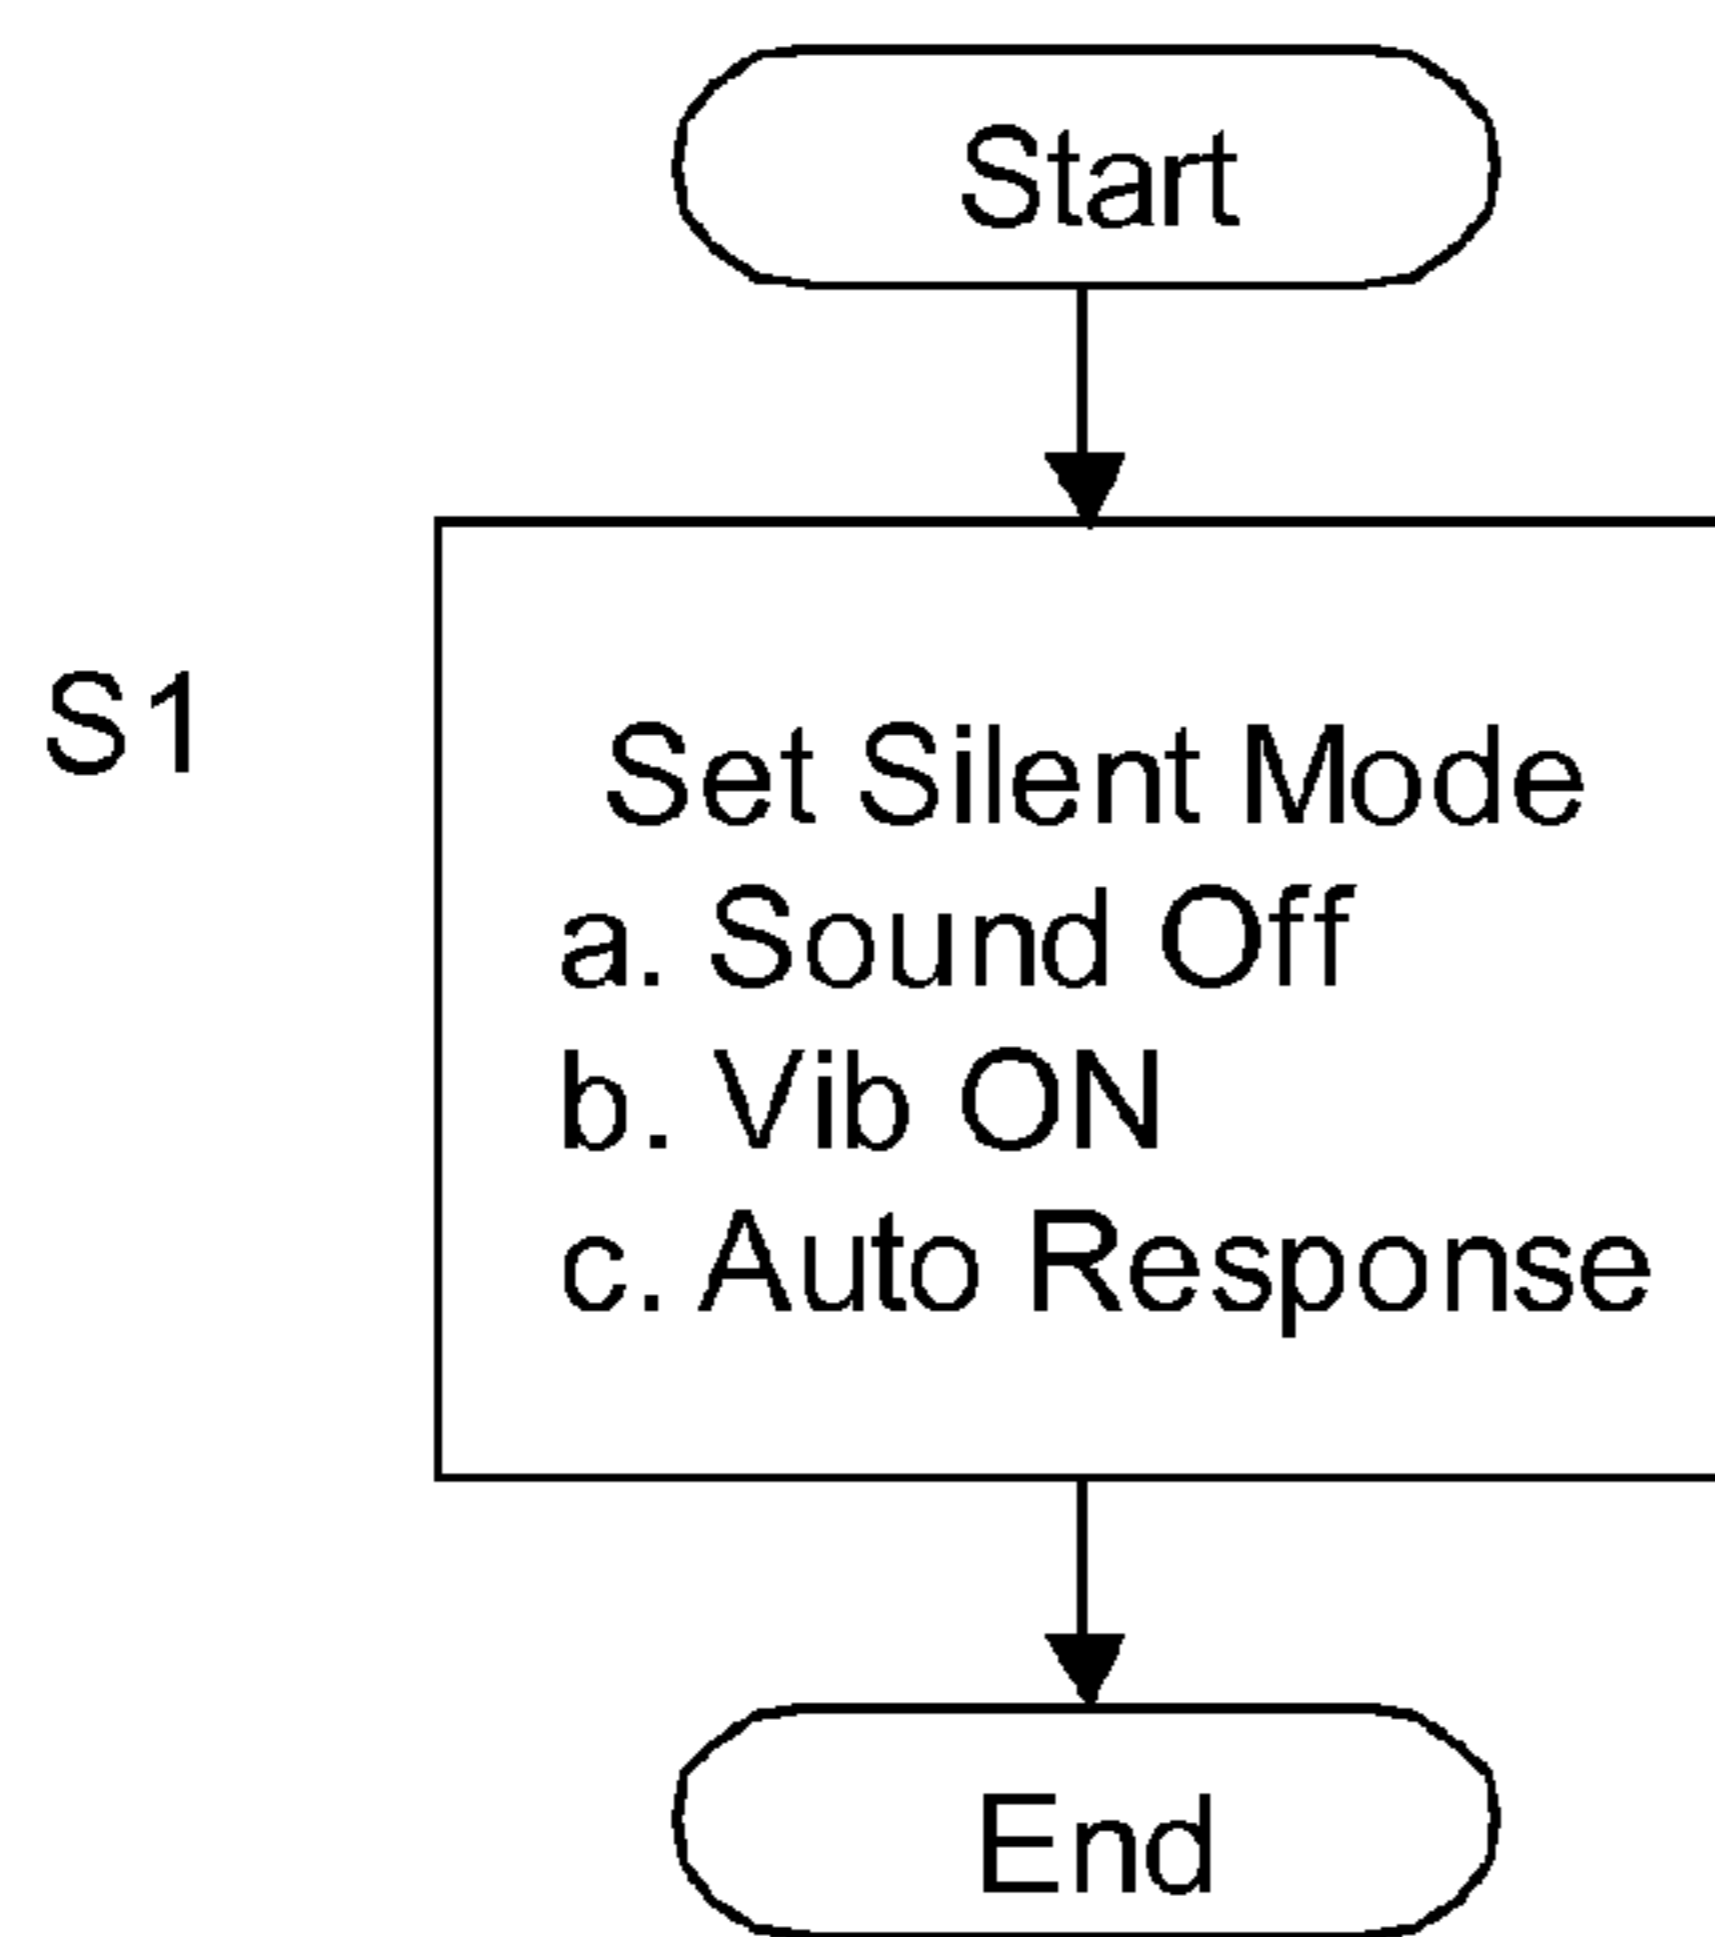 Start
S1
Set Silent Mode
a. Sound Off
b. Vib ON
c. Auto Response
End